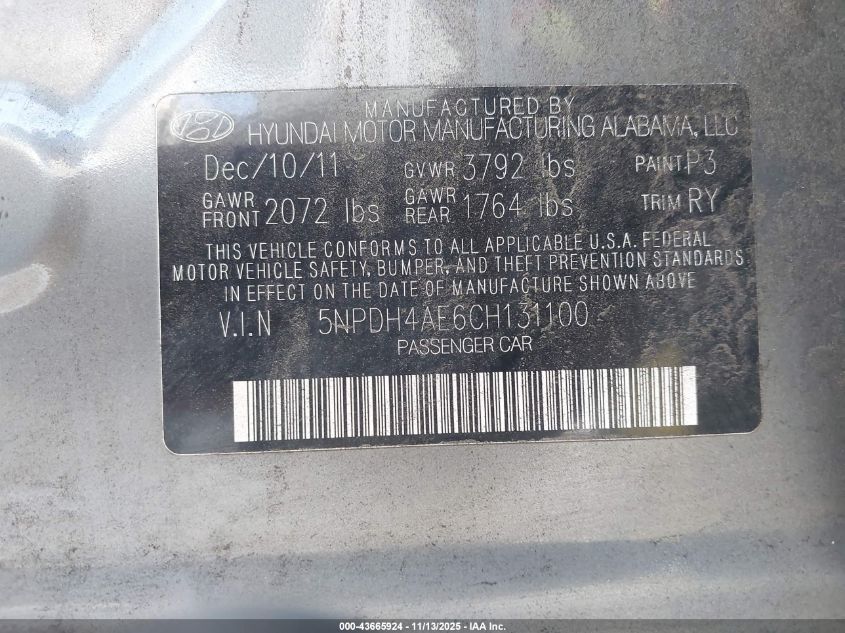 MANUFACTURED BY
HYUNDAI MOTOR MANUFACTURING ALABAMA, LLC
Dec/10/11 GVWR 3792 lbs PAINT P3
GAWR FRONT 2072 lbs GAWR REAR 1764 lbs TRIM RY
THIS VEHICLE CONFORMS TO ALL APPLICABLE U.S.A. FEDERAL
MOTOR VEHICLE SAFETY, BUMPER, AND THEFT PREVENTION STANDARDS
IN EFFECT ON THE DATE OF MANUFACTURE SHOWN ABOVE
V.I.N 5NPDH4AE6CH131100
PASSENGER CAR
000-43665924 - 11/13/2025 - IAA Inc.